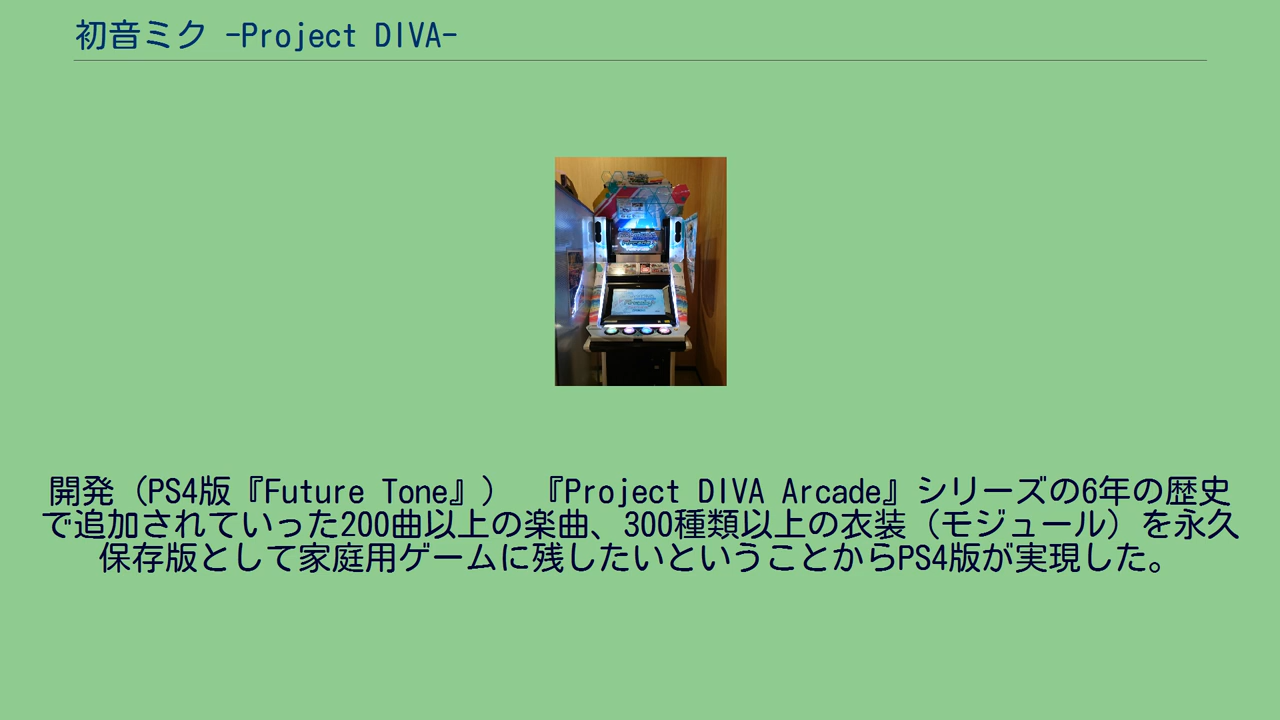 初音ミク -Project DIVA-
開発（PS4版『Future Tone』） 『Project DIVA Arcade』シリーズの6年の歴史
で追加されていった200曲以上の楽曲、300種類以上の衣装（モジュール）を永久
保存版として家庭用ゲームに残したいということからPS4版が実現した。